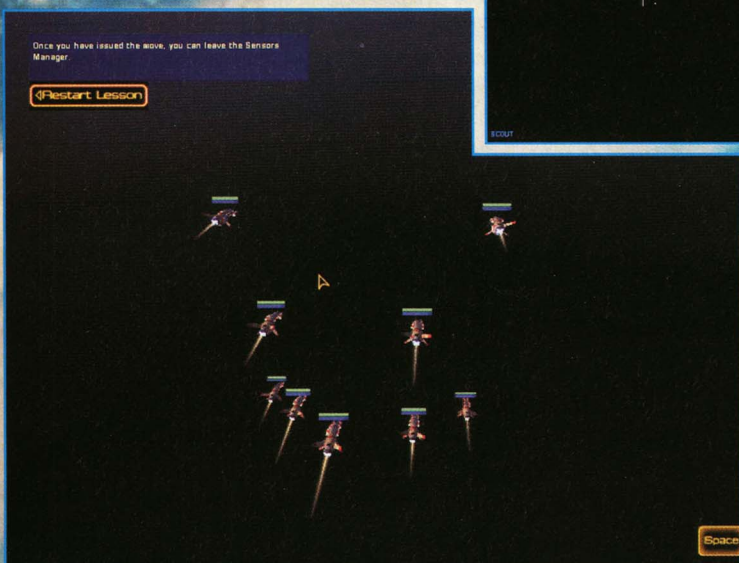 Once you have issued the move, you can leave the Sensors
Manager.
Restart Lesson
SCOUT
Space